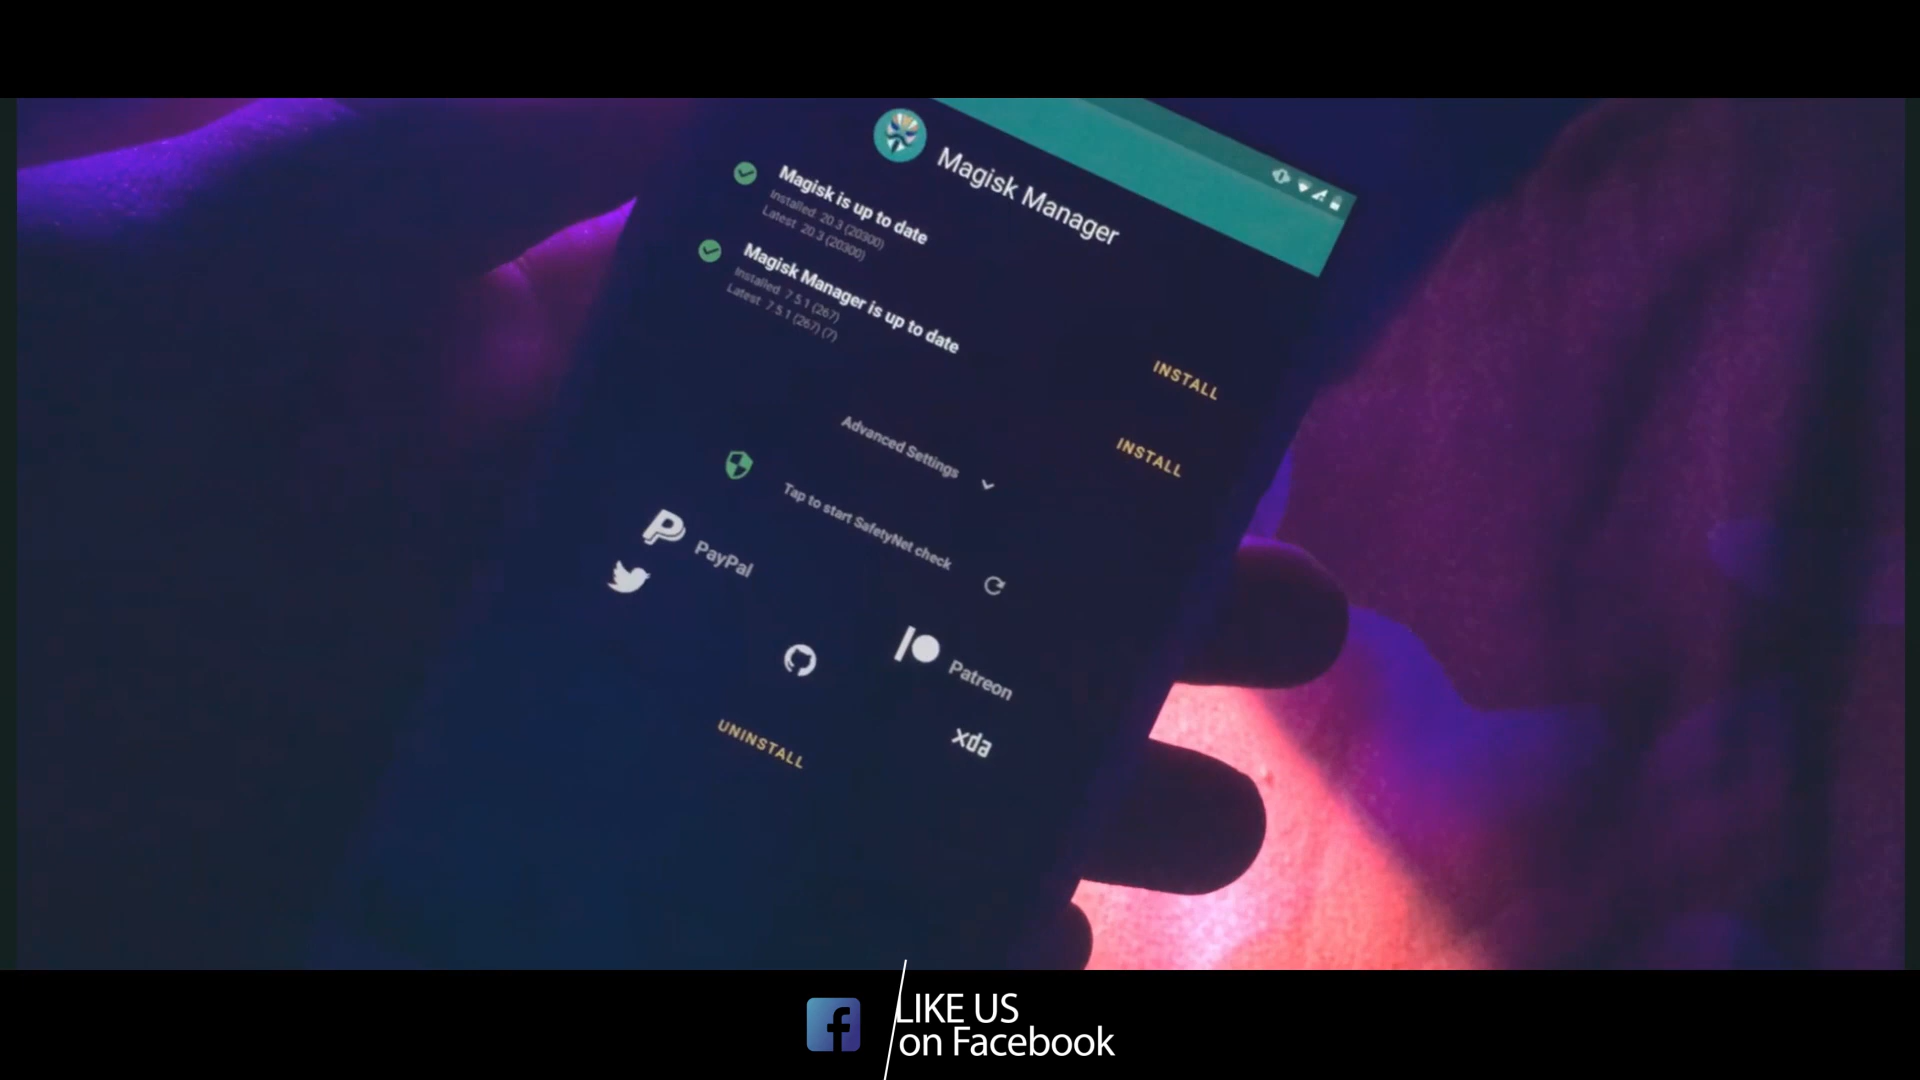 Magisk Manager
Magisk is up to date
Installed: 20.3 (20300)
Latest: 20.3 (20300)
INSTALL
Magisk Manager is up to date
Installed: 7.5.1 (267)
Latest: 7.5.1 (267) (7)
INSTALL
Advanced Settings
Tap to start SafetyNet check
PayPal
Patreon
xda
UNINSTALL
LIKE US
on Facebook